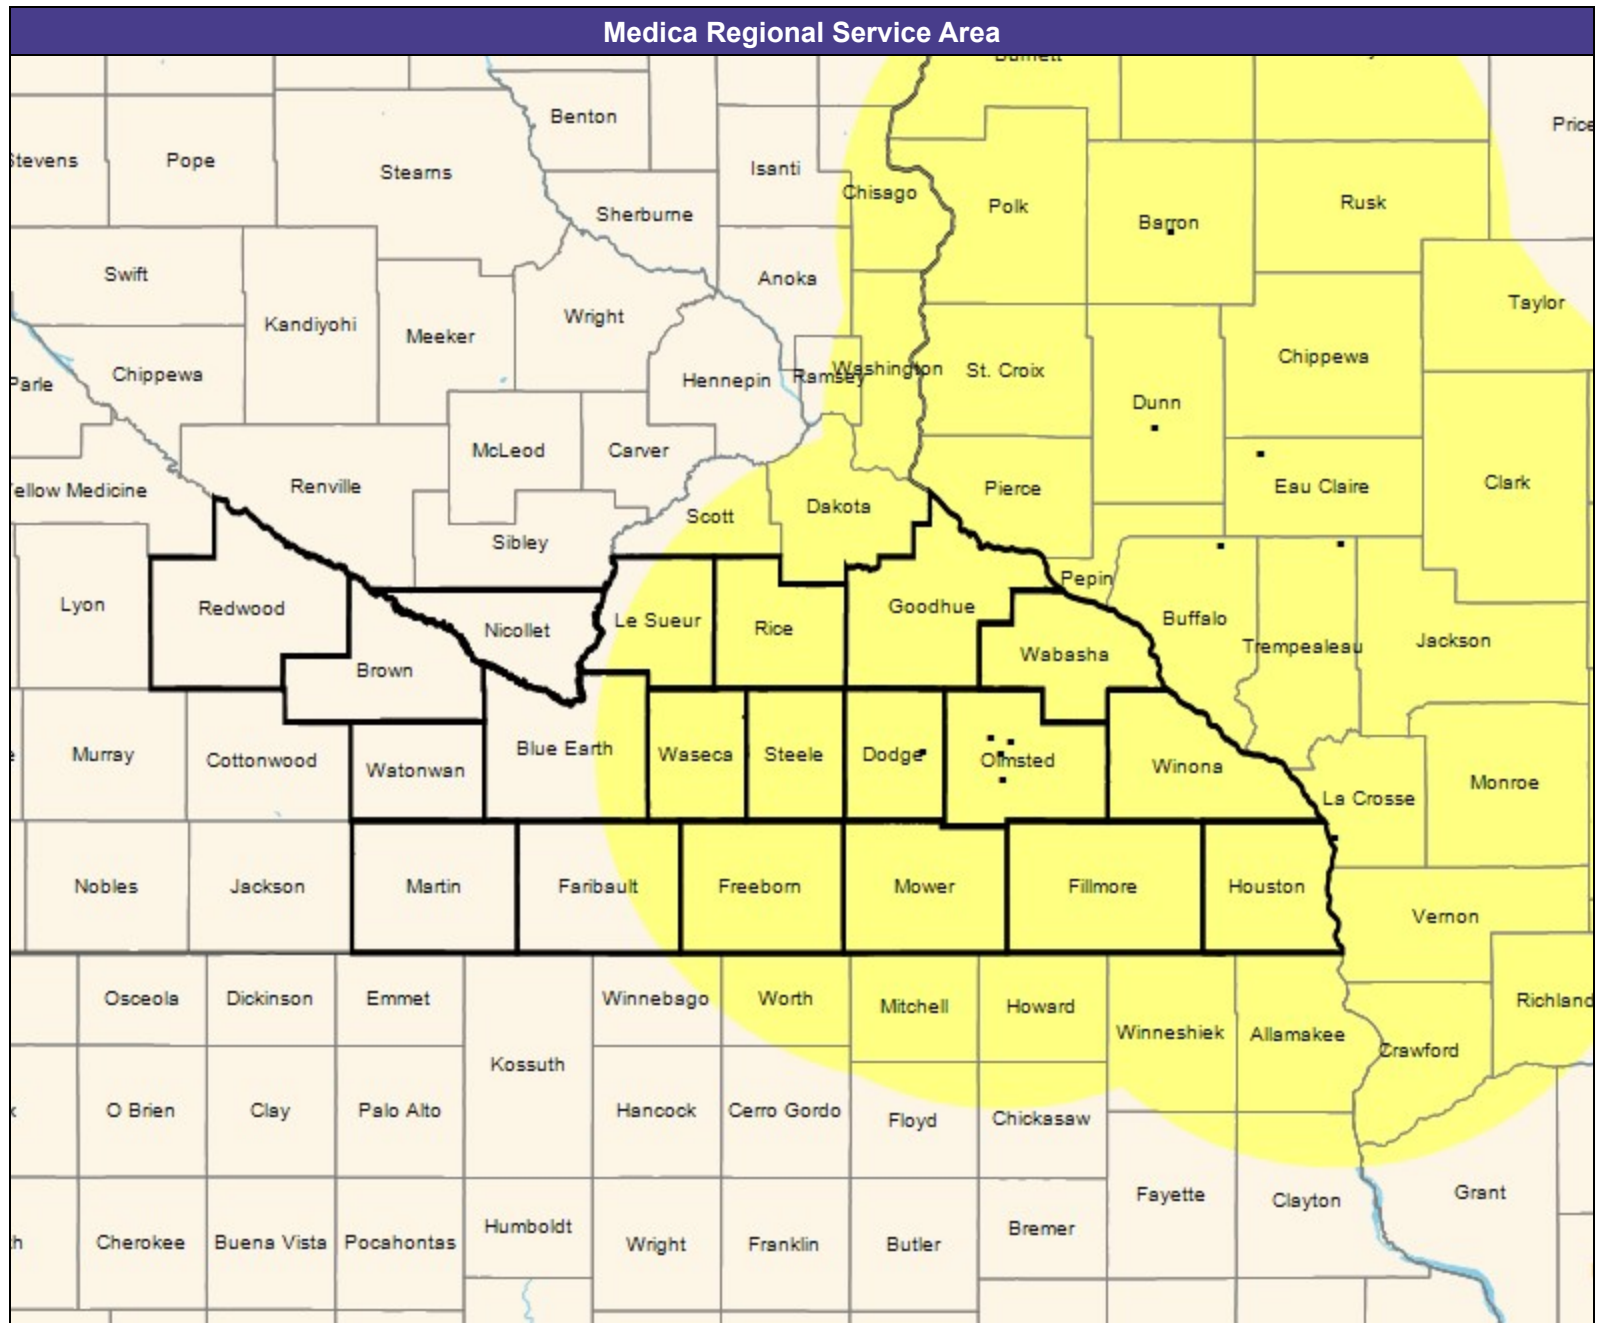 Medica Regional Service Area
Burnett
Benton
Price
Stevens
Pope
Stearns
Isanti
Chisago
Polk
Barron
Rusk
Sherburne
Swift
Anoka
Taylor
Kandiyohi
Meeker
Wright
Chippewa
Parle
Chippewa
Hennepin
Ramsey
Washington
St. Croix
Dunn
McLeod
Carver
Yellow Medicine
Renville
Scott
Dakota
Pierce
Eau Claire
Clark
Sibley
Pepin
Lyon
Redwood
Nicollet
Le Sueur
Rice
Goodhue
Buffalo
Trempealeau
Jackson
Brown
Wabasha
Murray
Cottonwood
Watonwan
Blue Earth
Waseca
Steele
Dodge
Olmsted
Winona
La Crosse
Monroe
Nobles
Jackson
Martin
Faribault
Freeborn
Mower
Fillmore
Houston
Vernon
Osceola
Dickinson
Emmet
Winnebago
Worth
Mitchell
Howard
Richland
Winneshiek
Allamakee
Crawford
Kossuth
O Brien
Clay
Palo Alto
Hancock
Cerro Gordo
Floyd
Chickasaw
Fayette
Clayton
Grant
Cherokee
Buena Vista
Pocahontas
Humboldt
Wright
Franklin
Butler
Bremer